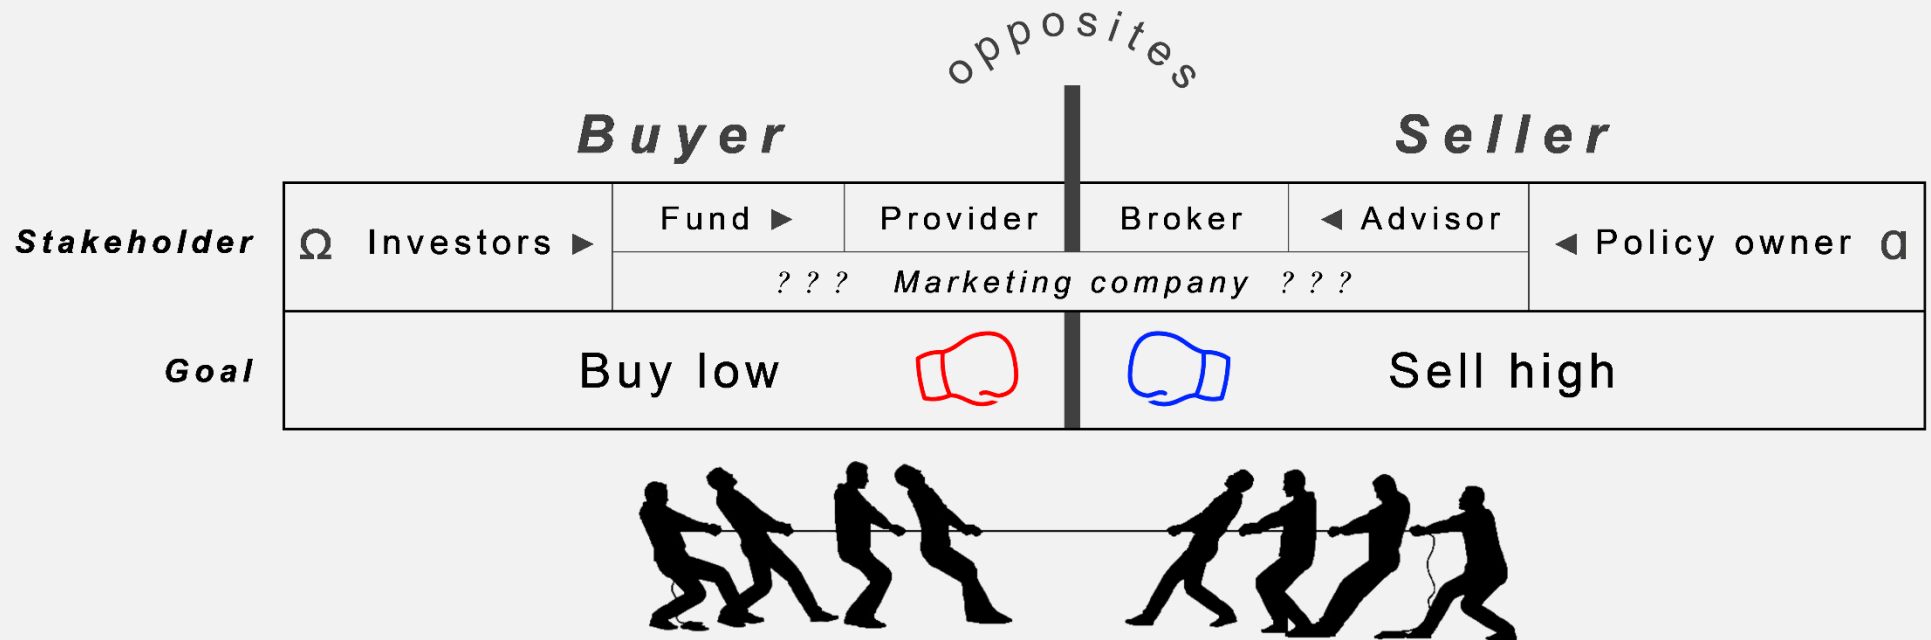 opposites
Buyer Seller
Stakeholder Ω Investors ► Fund ► Provider Broker ◄ Advisor ◄ Policy owner α
??? Marketing company ???
Goal Buy low Sell high